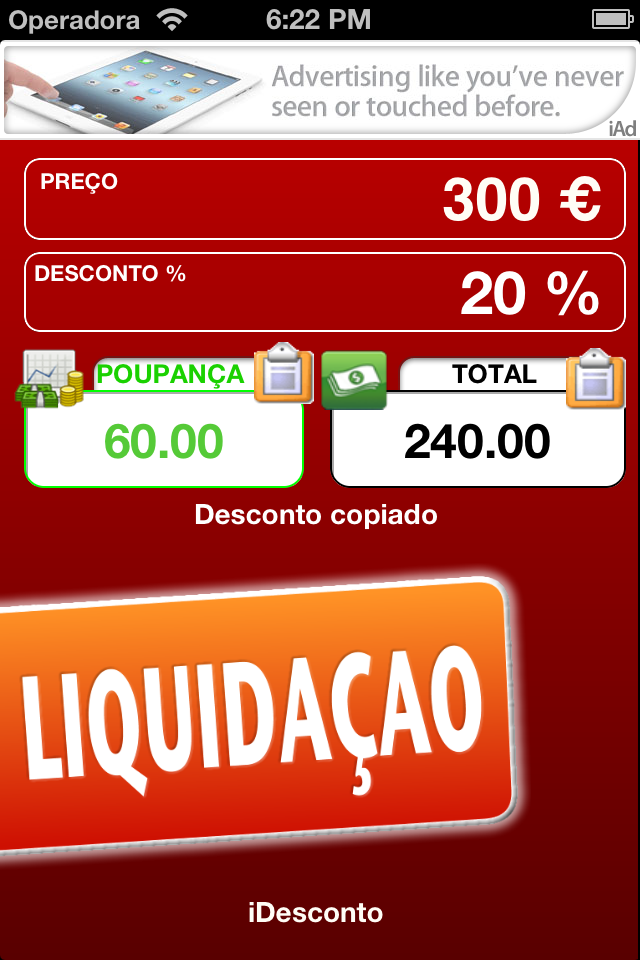 Operadora 6:22 PM
Advertising like you've never
seen or touched before.
iAd
PREÇO
300 €
DESCONTO %
20 %
POUPANÇA
TOTAL
60.00
240.00
Desconto copiado
LIQUIDAÇAO
iDesconto